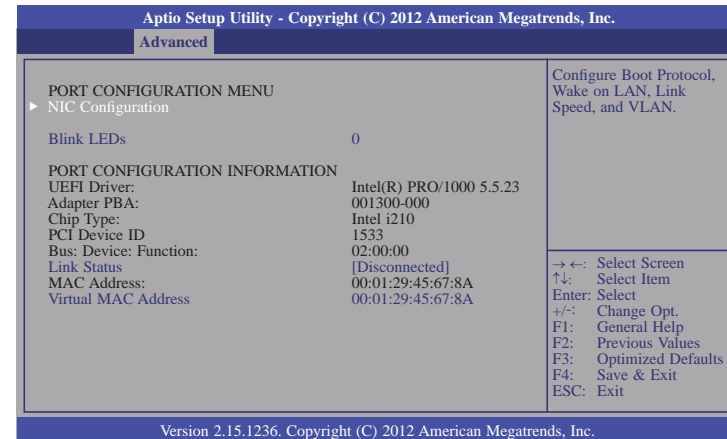 Aptio Setup Utility - Copyright (C) 2012 American Megatrends, Inc.
Advanced
PORT CONFIGURATION MENU
► NIC Configuration
Blink LEDs 0
PORT CONFIGURATION INFORMATION
UEFI Driver: Intel(R) PRO/1000 5.5.23
Adapter PBA: 001300-000
Chip Type: Intel i210
PCI Device ID 1533
Bus: Device: Function: 02:00:00
Link Status [Disconnected]
MAC Address: 00:01:29:45:67:8A
Virtual MAC Address 00:01:29:45:67:8A
Configure Boot Protocol,
Wake on LAN, Link
Speed, and VLAN.
→ ←: Select Screen
↑↓: Select Item
Enter: Select
+/-: Change Opt.
F1: General Help
F2: Previous Values
F3: Optimized Defaults
F4: Save & Exit
ESC: Exit
Version 2.15.1236. Copyright (C) 2012 American Megatrends, Inc.